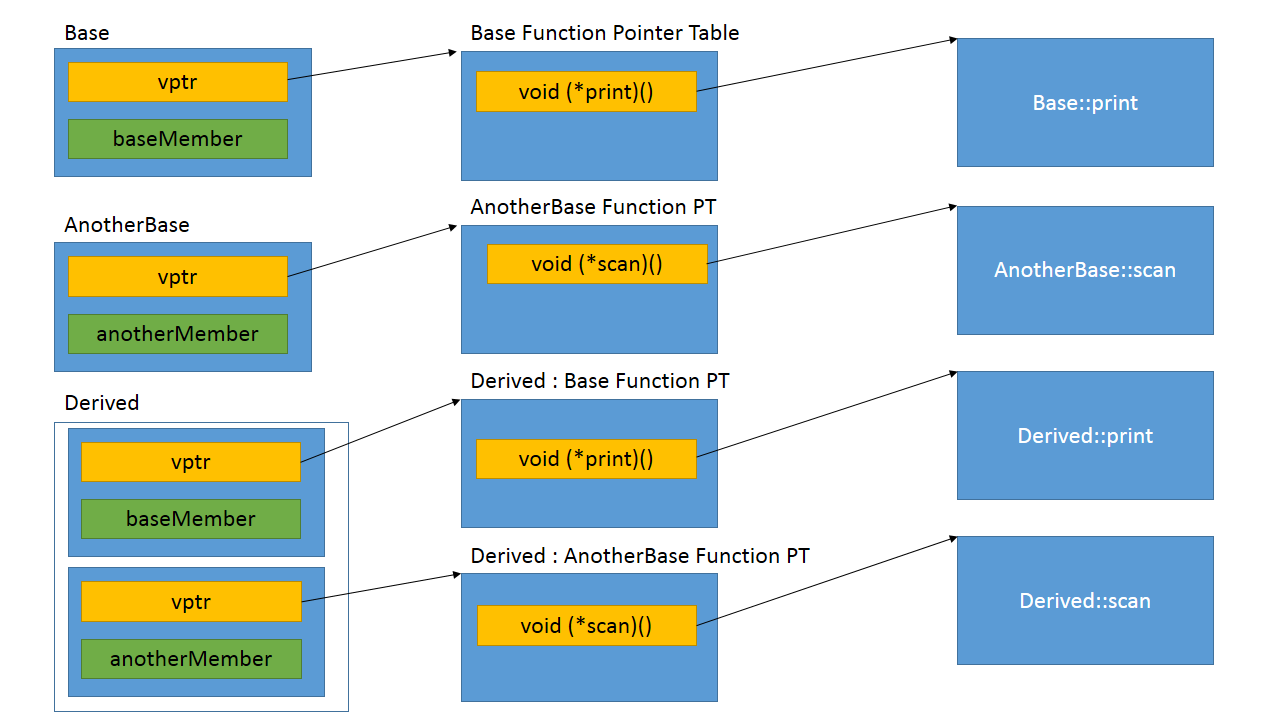 Base
Base Function Pointer Table
vptr
void (*print)()
Base::print
baseMember
AnotherBase
AnotherBase Function PT
vptr
void (*scan)()
AnotherBase::scan
anotherMember
Derived
Derived : Base Function PT
vptr
void (*print)()
Derived::print
baseMember
Derived : AnotherBase Function PT
vptr
void (*scan)()
Derived::scan
anotherMember